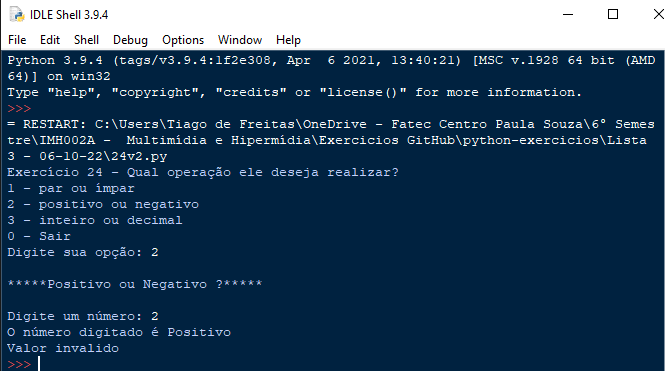 IDLE Shell 3.9.4
File Edit Shell Debug Options Window Help
Python 3.9.4 (tags/v3.9.4:1f2e308, Apr  6 2021, 13:40:21) [MSC v.1928 64 bit (AMD
64)] on win32
Type "help", "copyright", "credits" or "license()" for more information.
>>>
= RESTART: C:\Users\Tiago de Freitas\OneDrive - Fatec Centro Paula Souza\6° Semes
tre\IMH002A -  Multimídia e Hipermídia\Exercicios GitHub\python-exercicios\Lista
3 - 06-10-22\24v2.py
Exercício 24 - Qual operação ele deseja realizar?
1 - par ou ímpar
2 - positivo ou negativo
3 - inteiro ou decimal
0 - Sair
Digite sua opção: 2
*****Positivo ou Negativo ?*****
Digite um número: 2
O número digitado é Positivo
Valor invalido
>>>